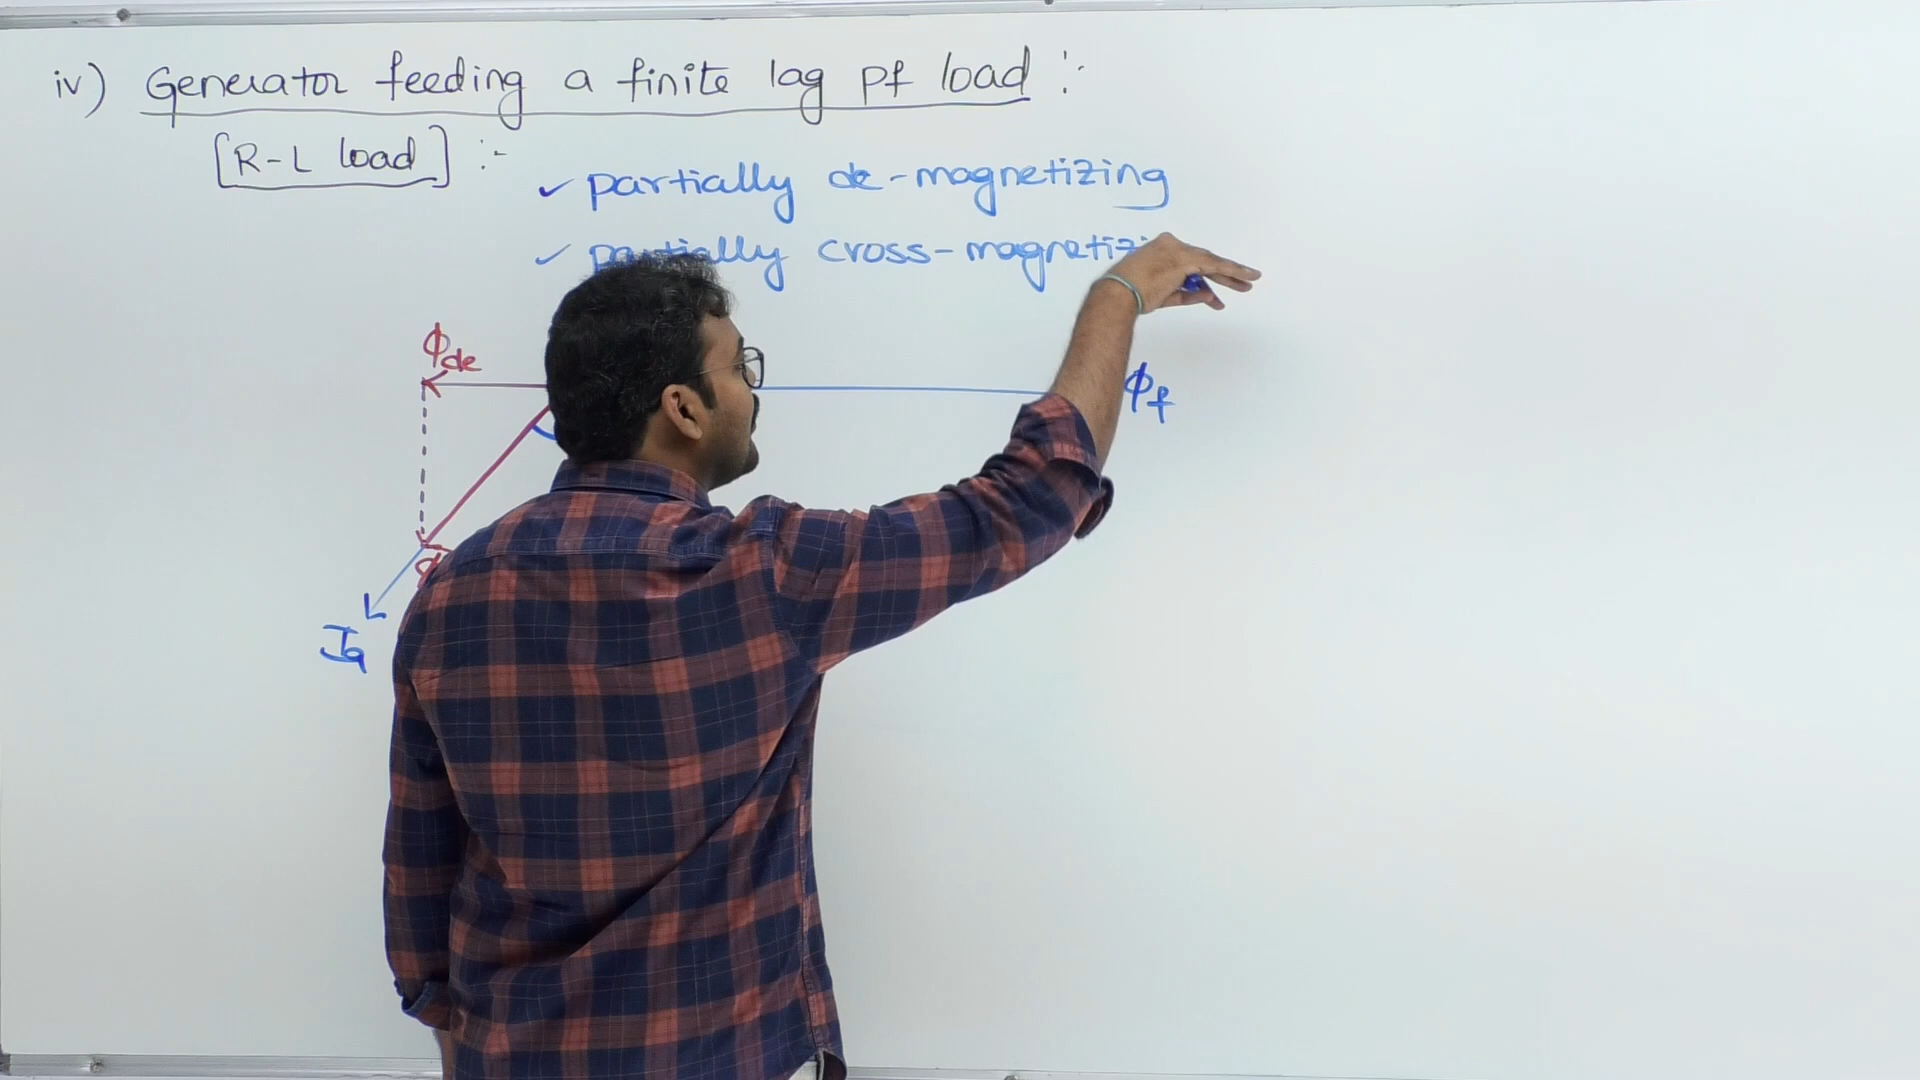 iv) Generator feeding a finite lag pf load :-
[R-L load] :-
✓ partially de-magnetizing
✓ partially cross-magnetizi
ϕde
ϕf
Ia